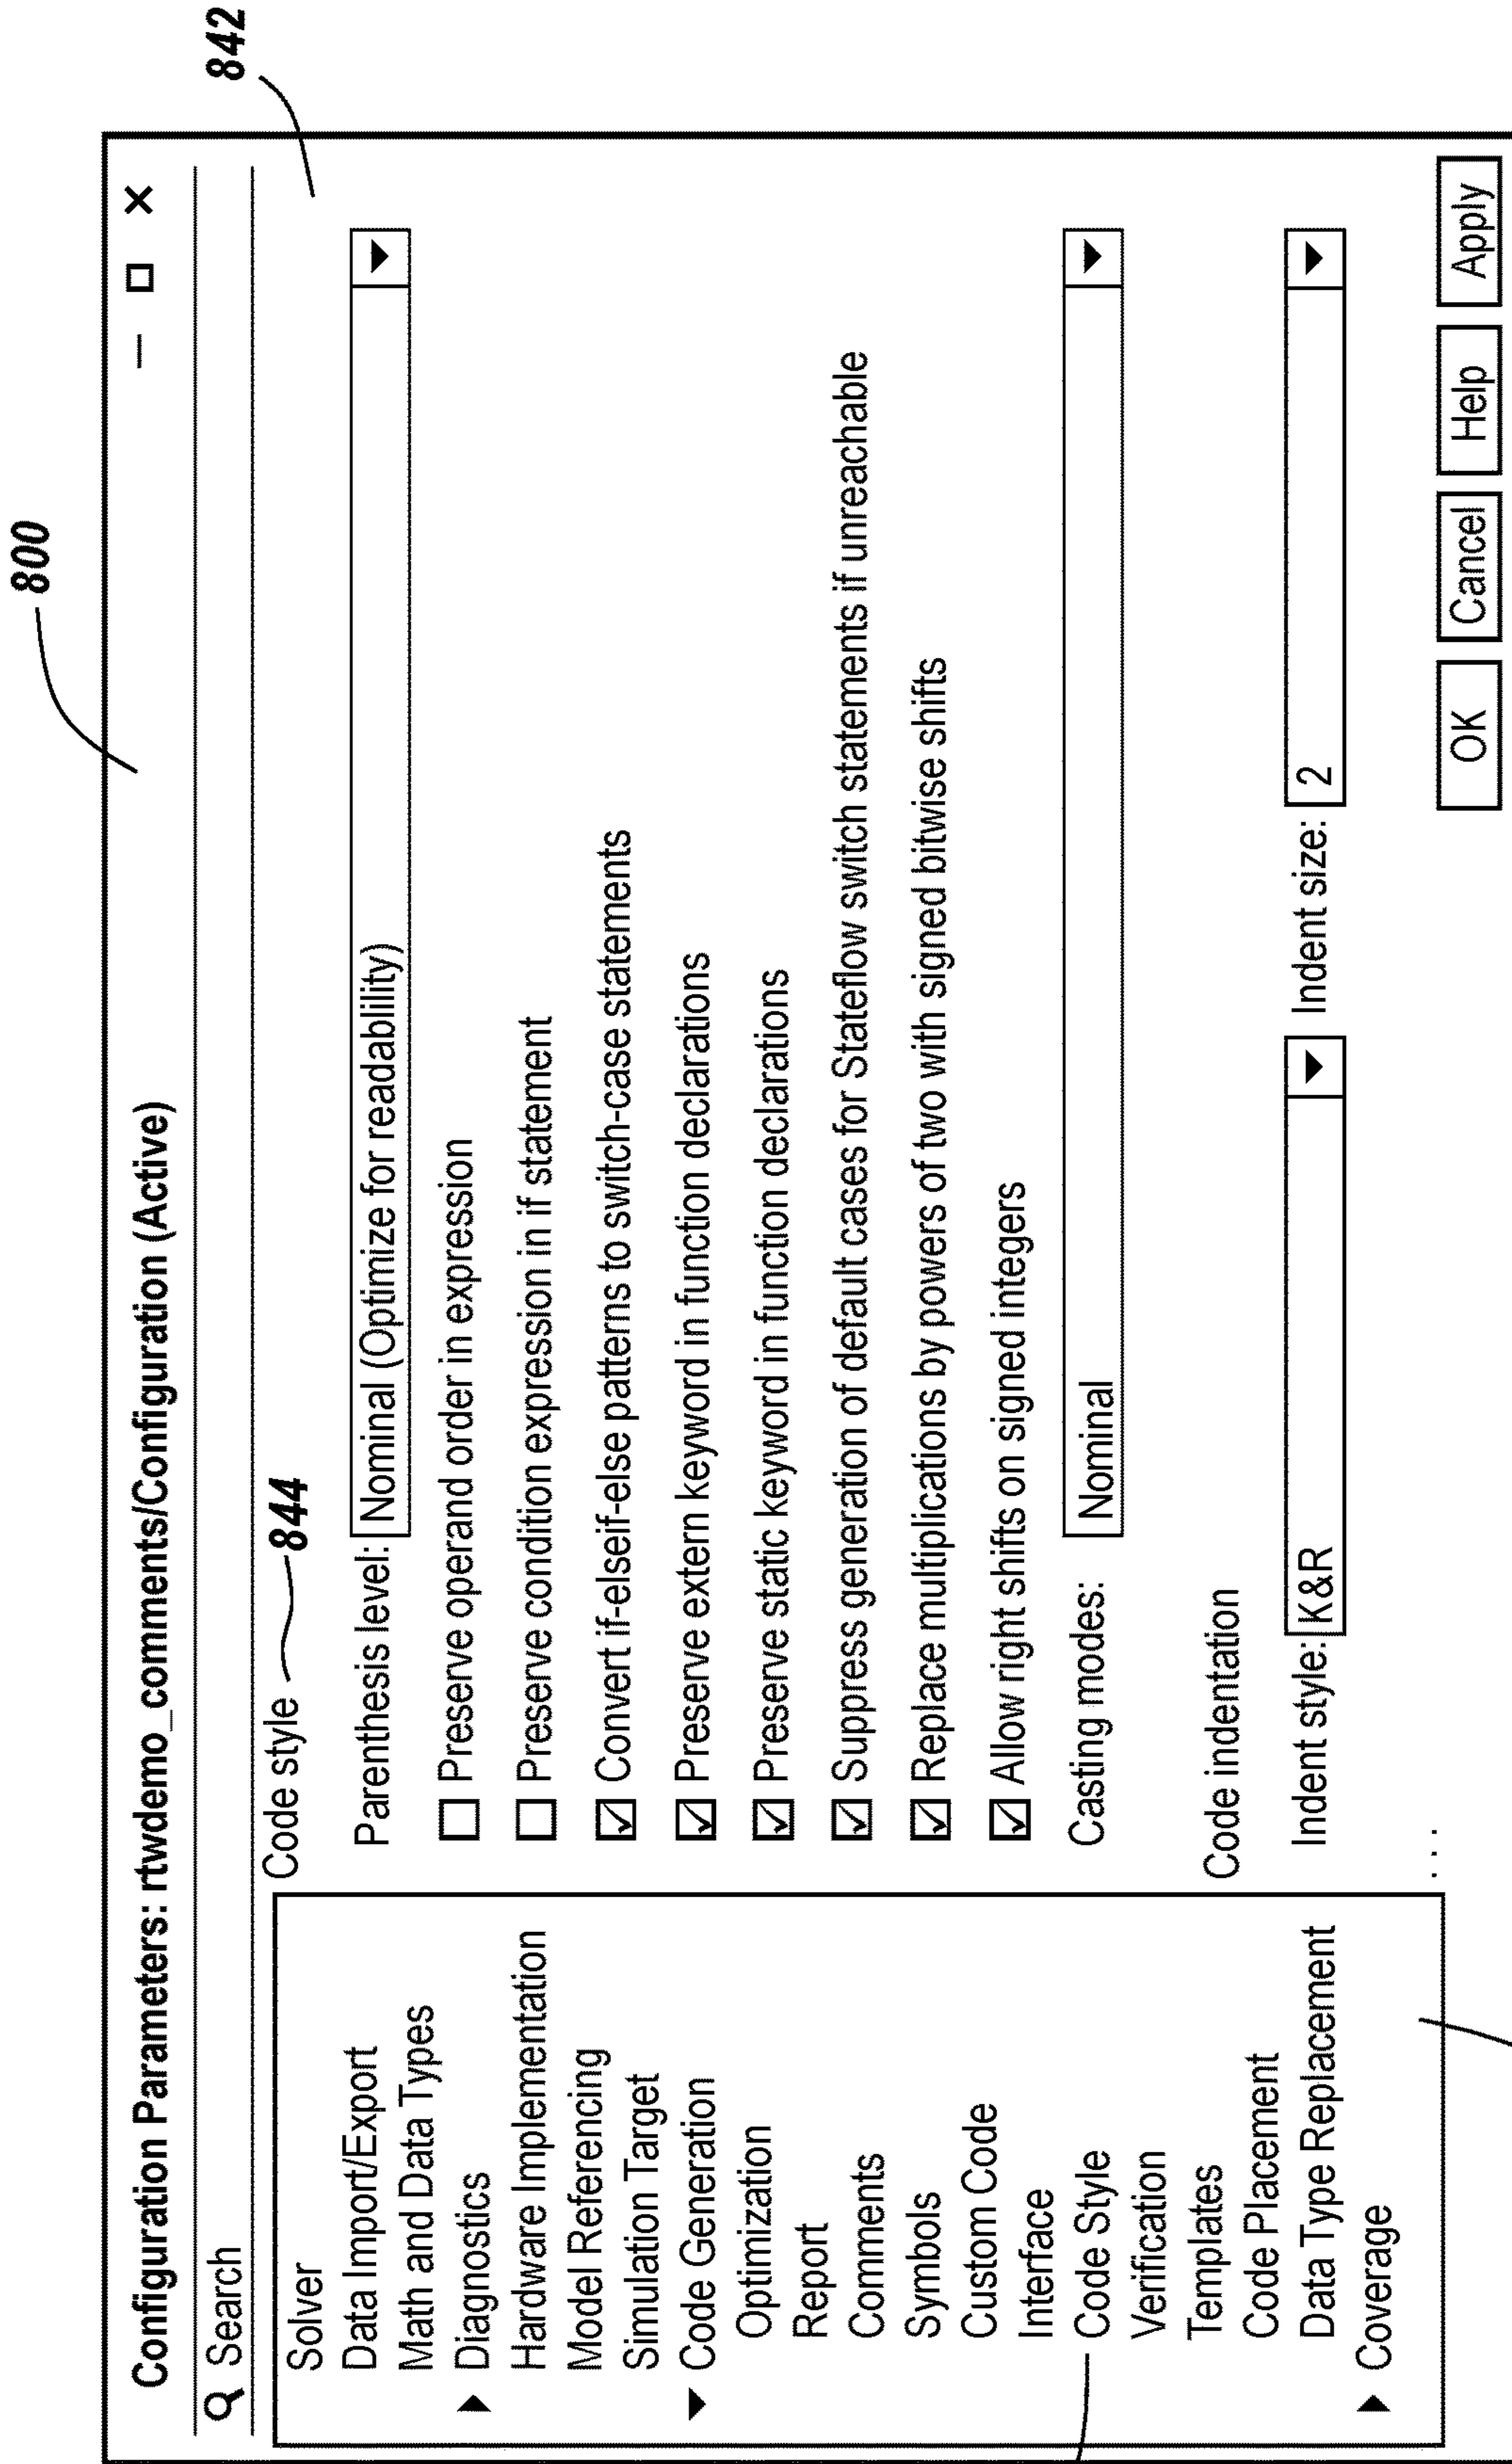 800
842
Configuration Parameters: rtwdemo_comments/Configuration (Active)
Search
Solver
Data Import/Export
Math and Data Types
Diagnostics
Hardware Implementation
Model Referencing
Simulation Target
Code Generation
Optimization
Report
Comments
Symbols
Custom Code
Interface
Code Style
Verification
Templates
Code Placement
Data Type Replacement
Coverage
Code style 844
Parenthesis level: Nominal (Optimize for readablility)
Preserve operand order in expression
Preserve condition expression in if statement
Convert if-elseif-else patterns to switch-case statements
Preserve extern keyword in function declarations
Preserve static keyword in function declarations
Suppress generation of default cases for Stateflow switch statements if unreachable
Replace multiplications by powers of two with signed bitwise shifts
Allow right shifts on signed integers
Casting modes: Nominal
Code indentation
Indent style: K&R Indent size: 2
...
OK Cancel Help Apply